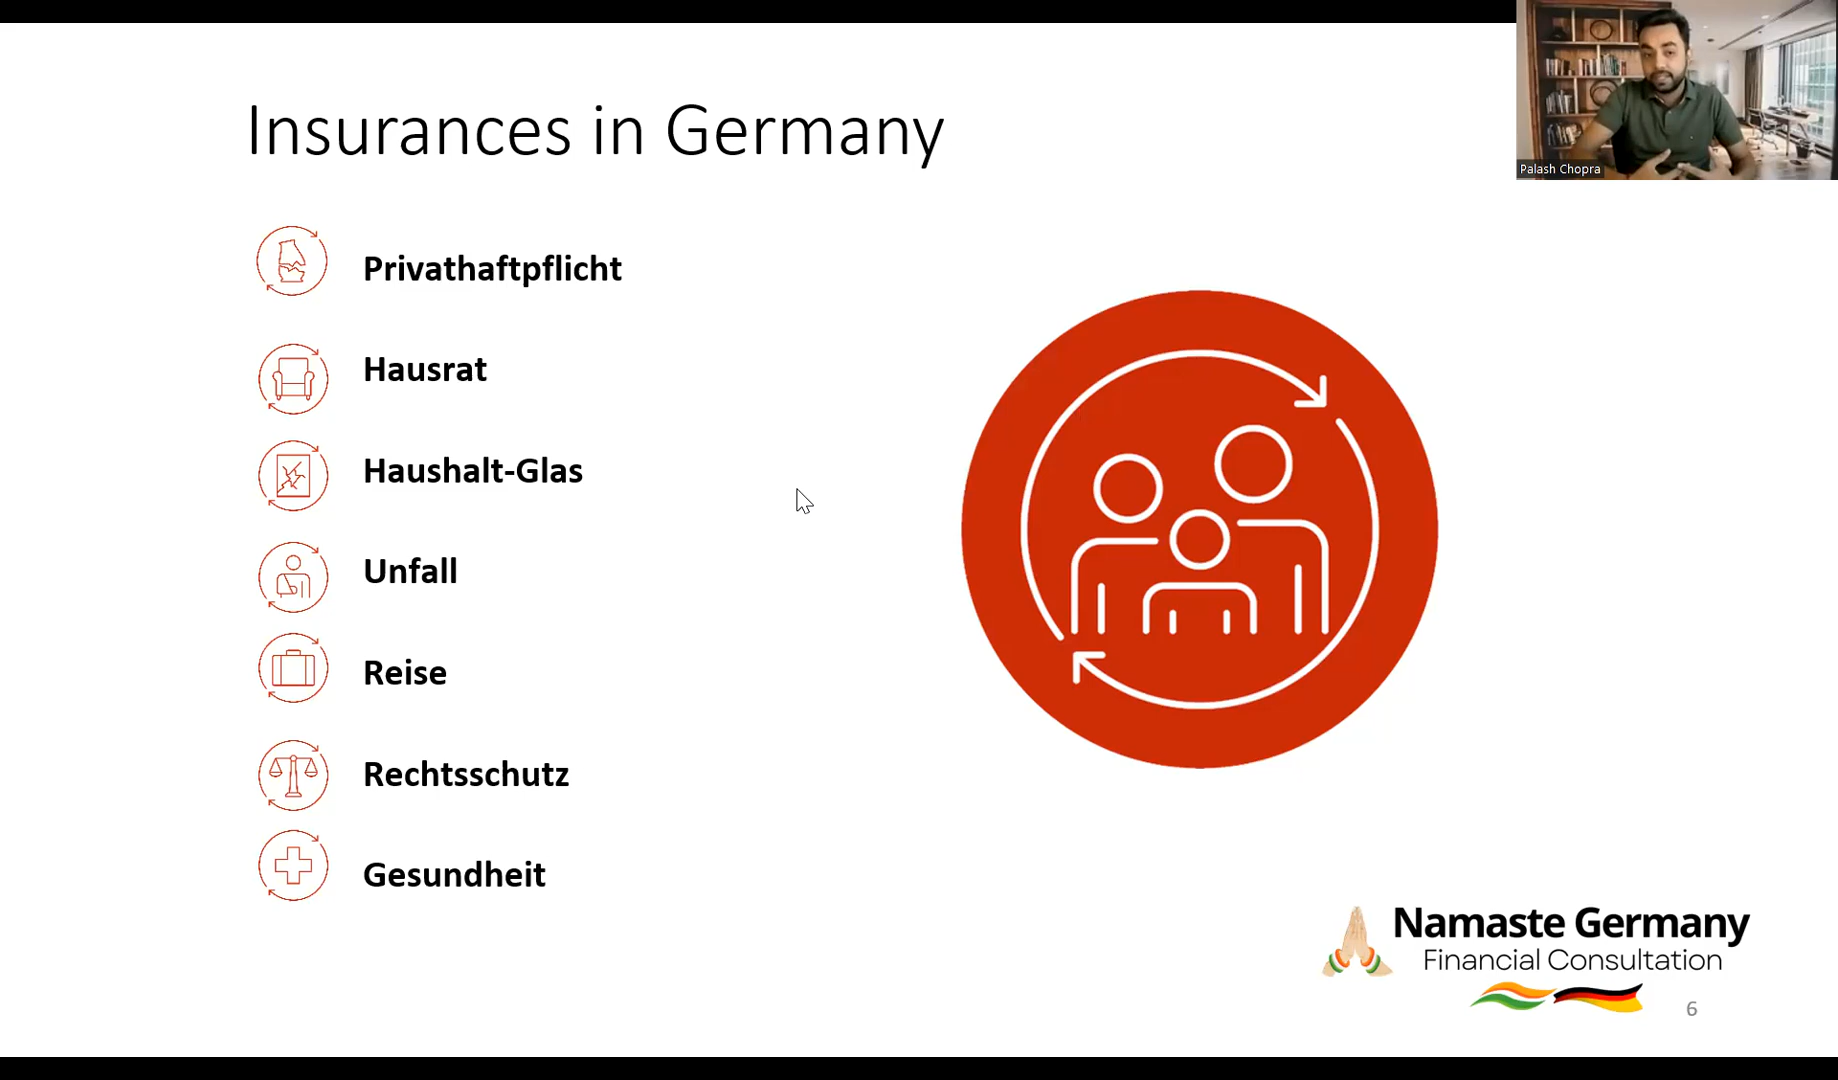 Insurances in Germany
Palash Chopra
Privathaftpflicht
Hausrat
Haushalt-Glas
Unfall
Reise
Rechtsschutz
Gesundheit
Namaste Germany
Financial Consultation
6